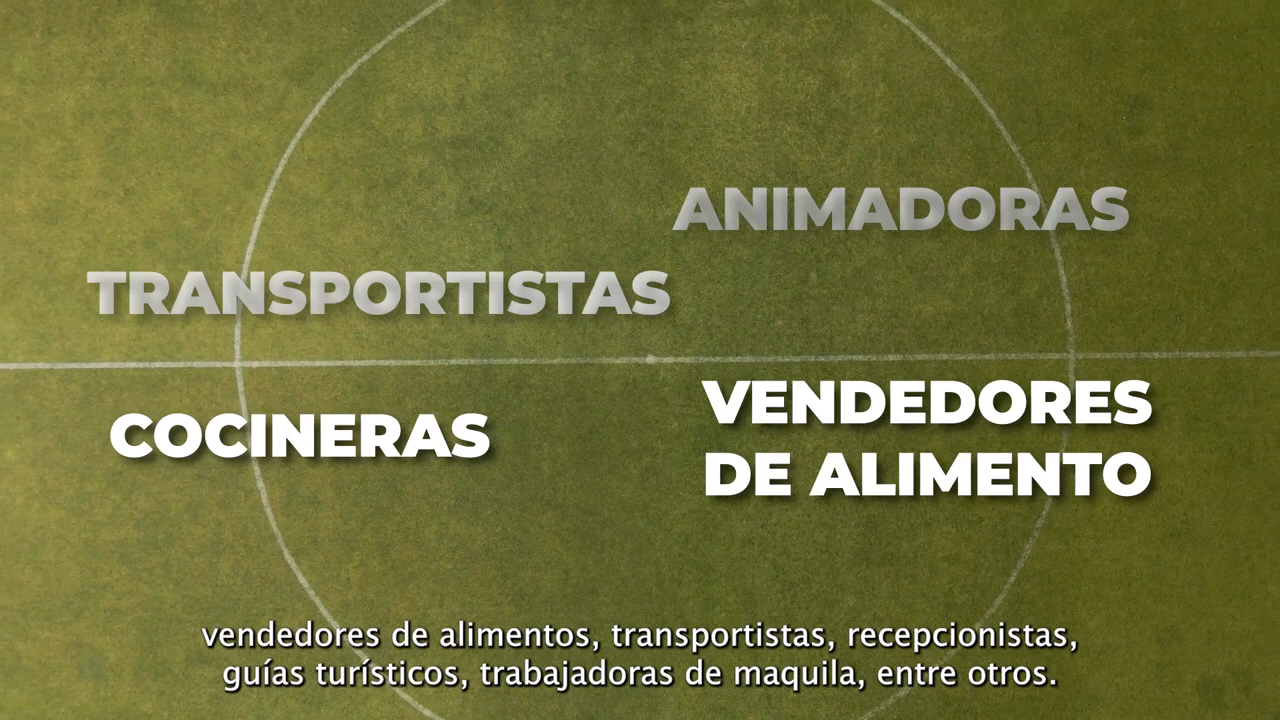 ANIMADORAS
TRANSPORTISTAS
COCINERAS
VENDEDORES
DE ALIMENTO
vendedores de alimentos, transportistas, recepcionistas,
guías turísticos, trabajadoras de maquila, entre otros.